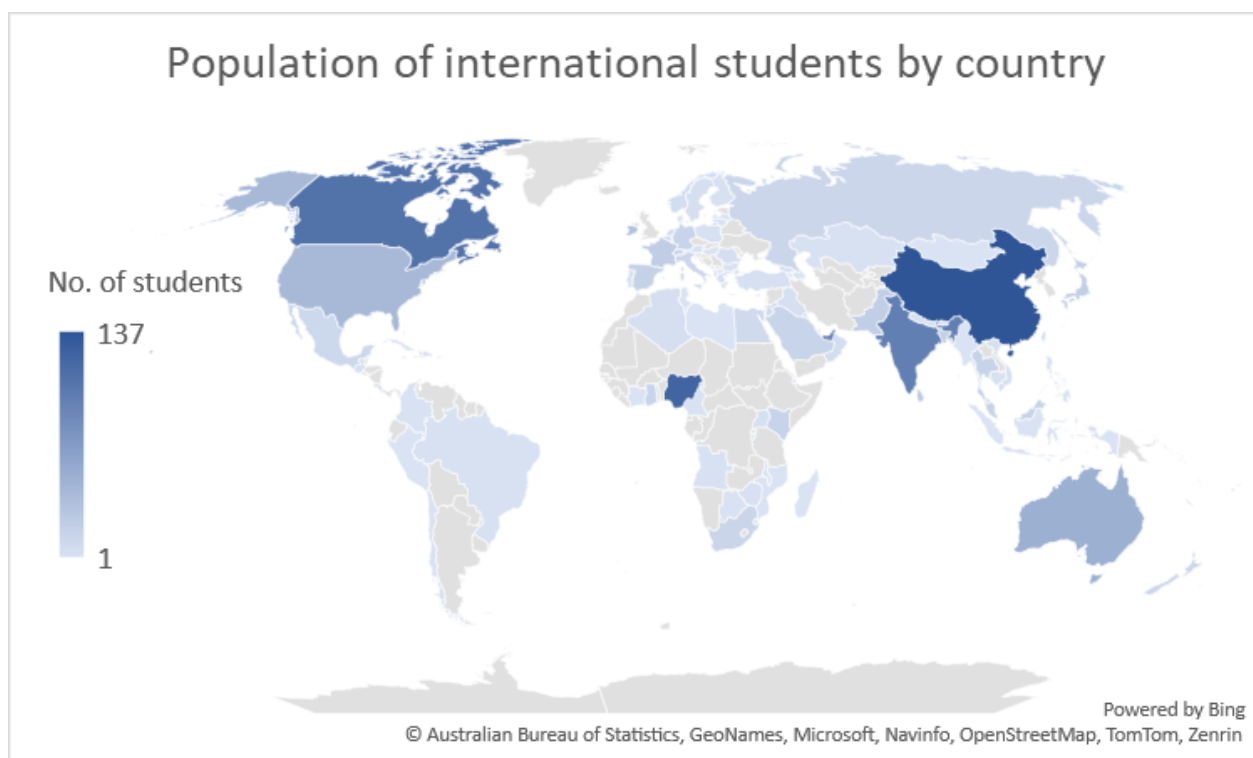 Population of international students by country
No. of students
137
1
Powered by Bing
© Australian Bureau of Statistics, GeoNames, Microsoft, Navinfo, OpenStreetMap, TomTom, Zenrin